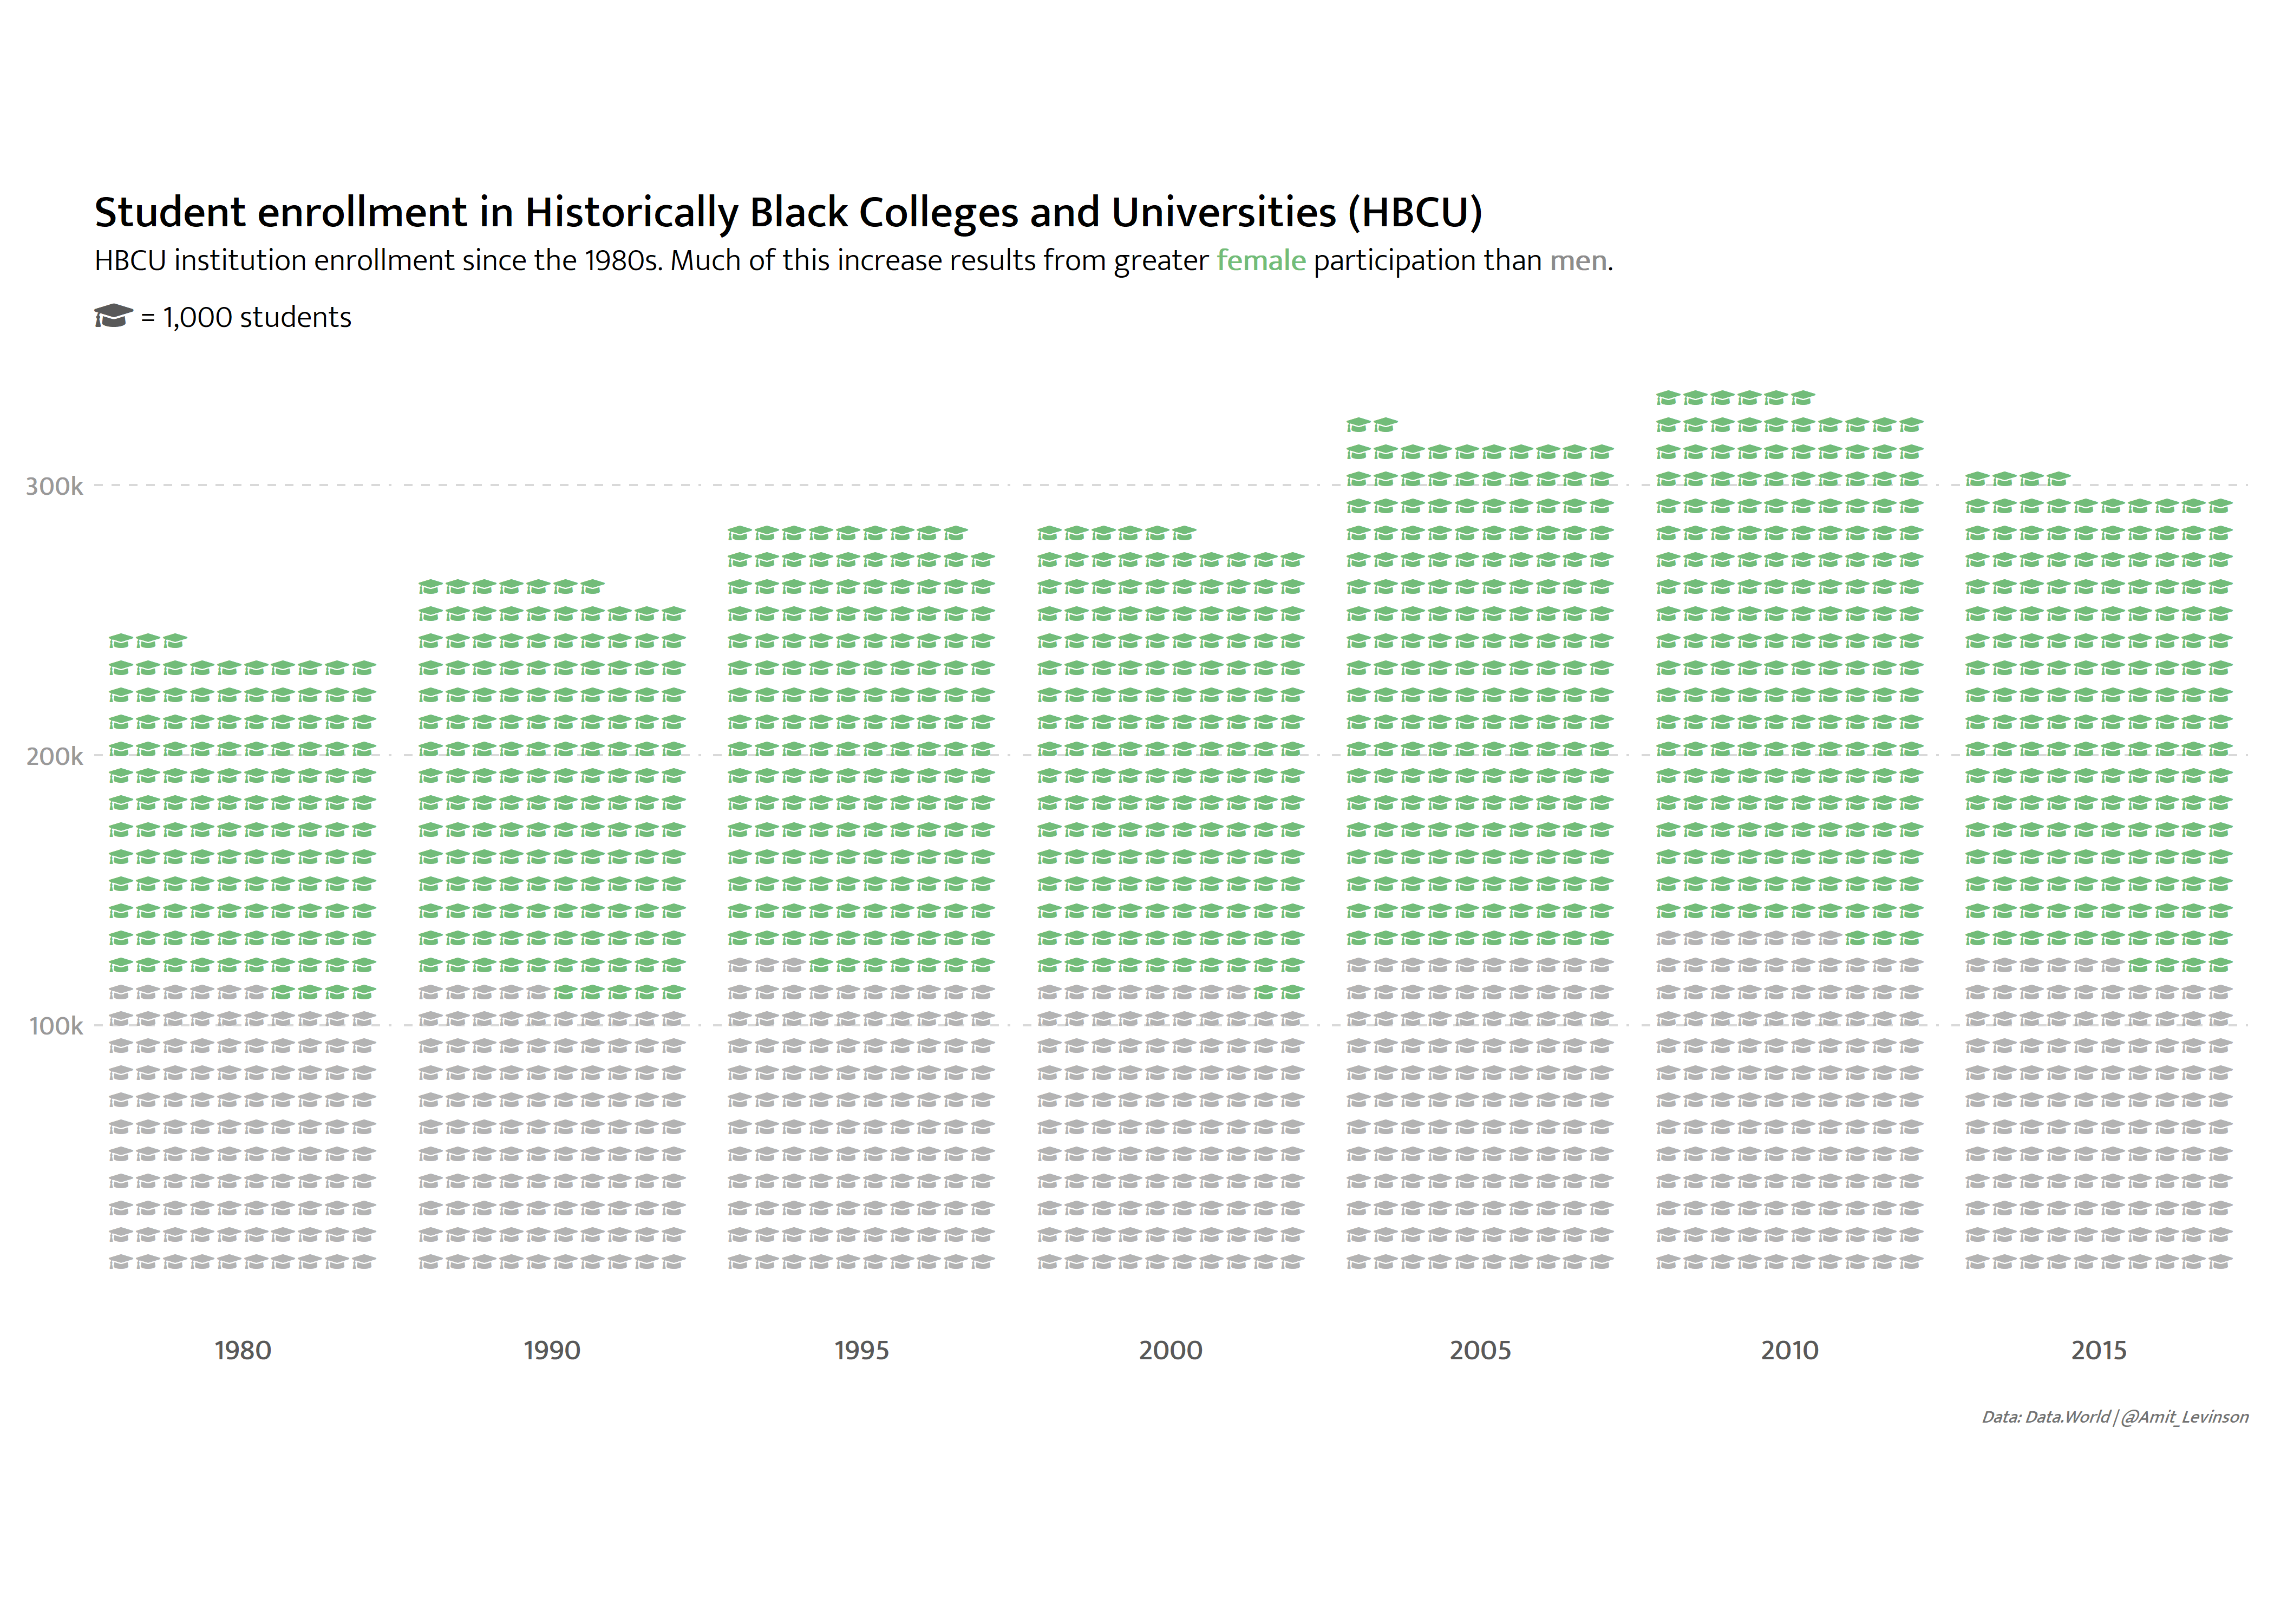 Student enrollment in Historically Black Colleges and Universities (HBCU)
HBCU institution enrollment since the 1980s. Much of this increase results from greater female participation than men.
= 1,000 students
300k
200k
100k
1980 1990 1995 2000 2005 2010 2015
Data: Data.World | @Amit_Levinson